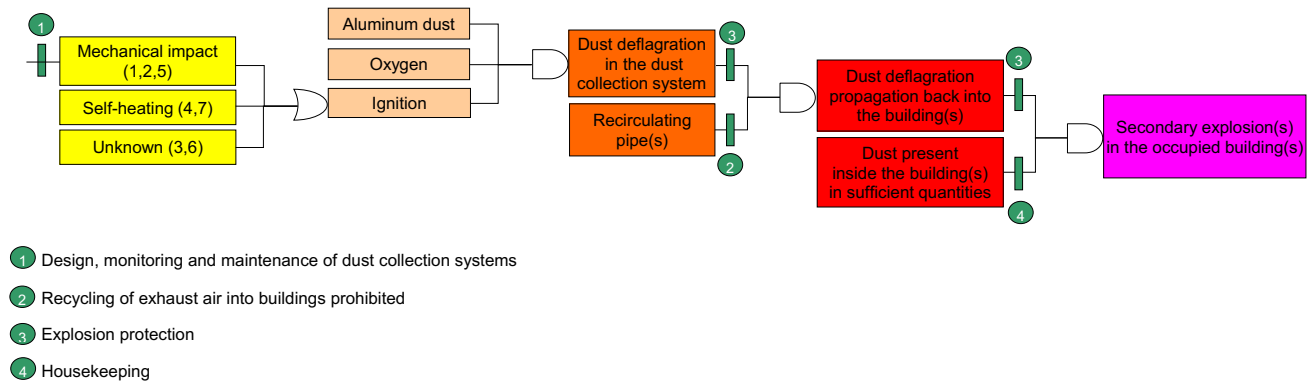 1
Mechanical impact
(1,2,5)
Self-heating (4,7)
Unknown (3,6)
Aluminum dust
Oxygen
Ignition
Dust deflagration
in the dust
collection system
Recirculating
pipe(s)
3
2
Dust deflagration
propagation back into
the building(s)
Dust present
inside the building(s)
in sufficient quantities
3
4
Secondary explosion(s)
in the occupied building(s)
1 Design, monitoring and maintenance of dust collection systems
2 Recycling of exhaust air into buildings prohibited
3 Explosion protection
4 Housekeeping